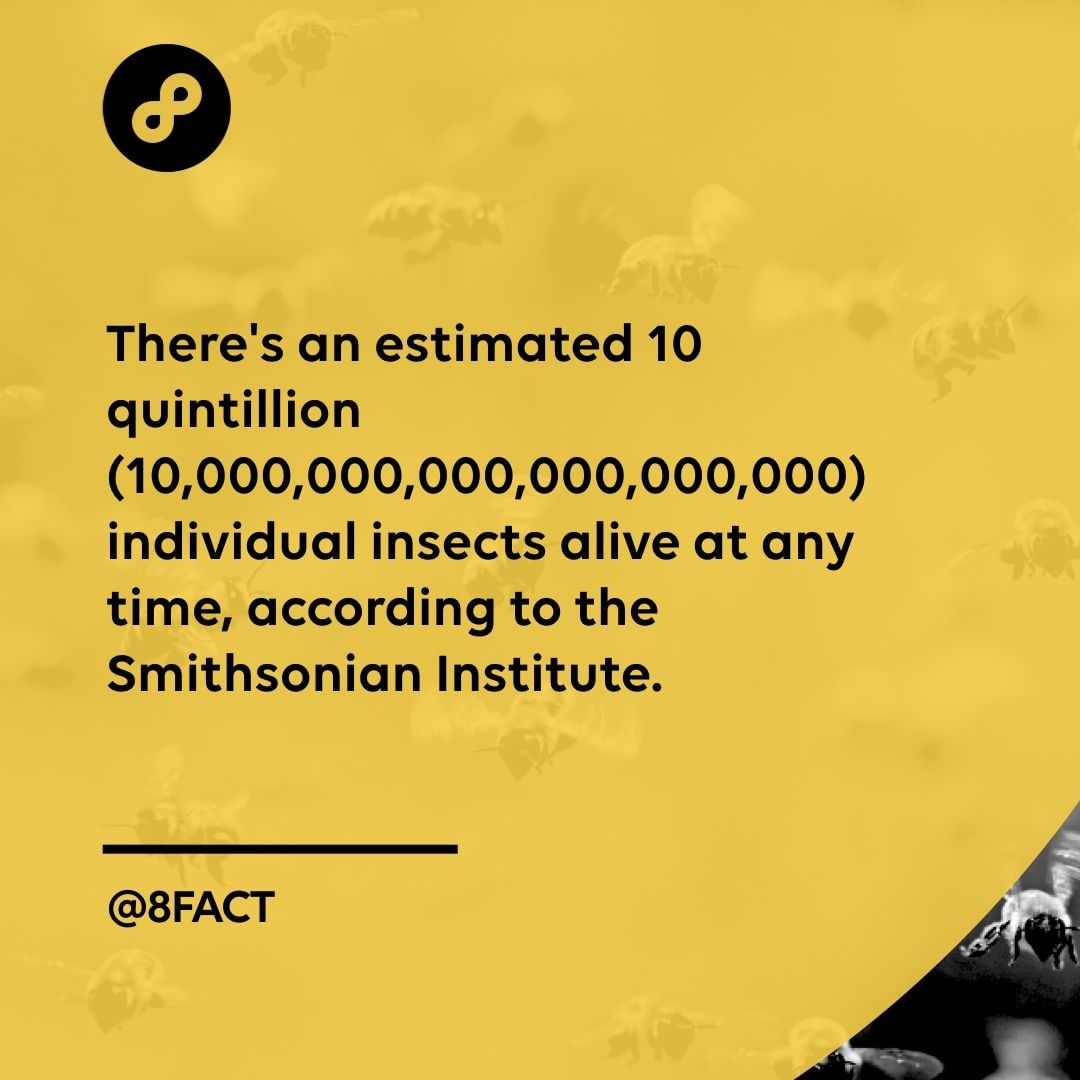 There's an estimated 10
quintillion
(10,000,000,000,000,000,000)
individual insects alive at any
time, according to the
Smithsonian Institute.
@8FACT